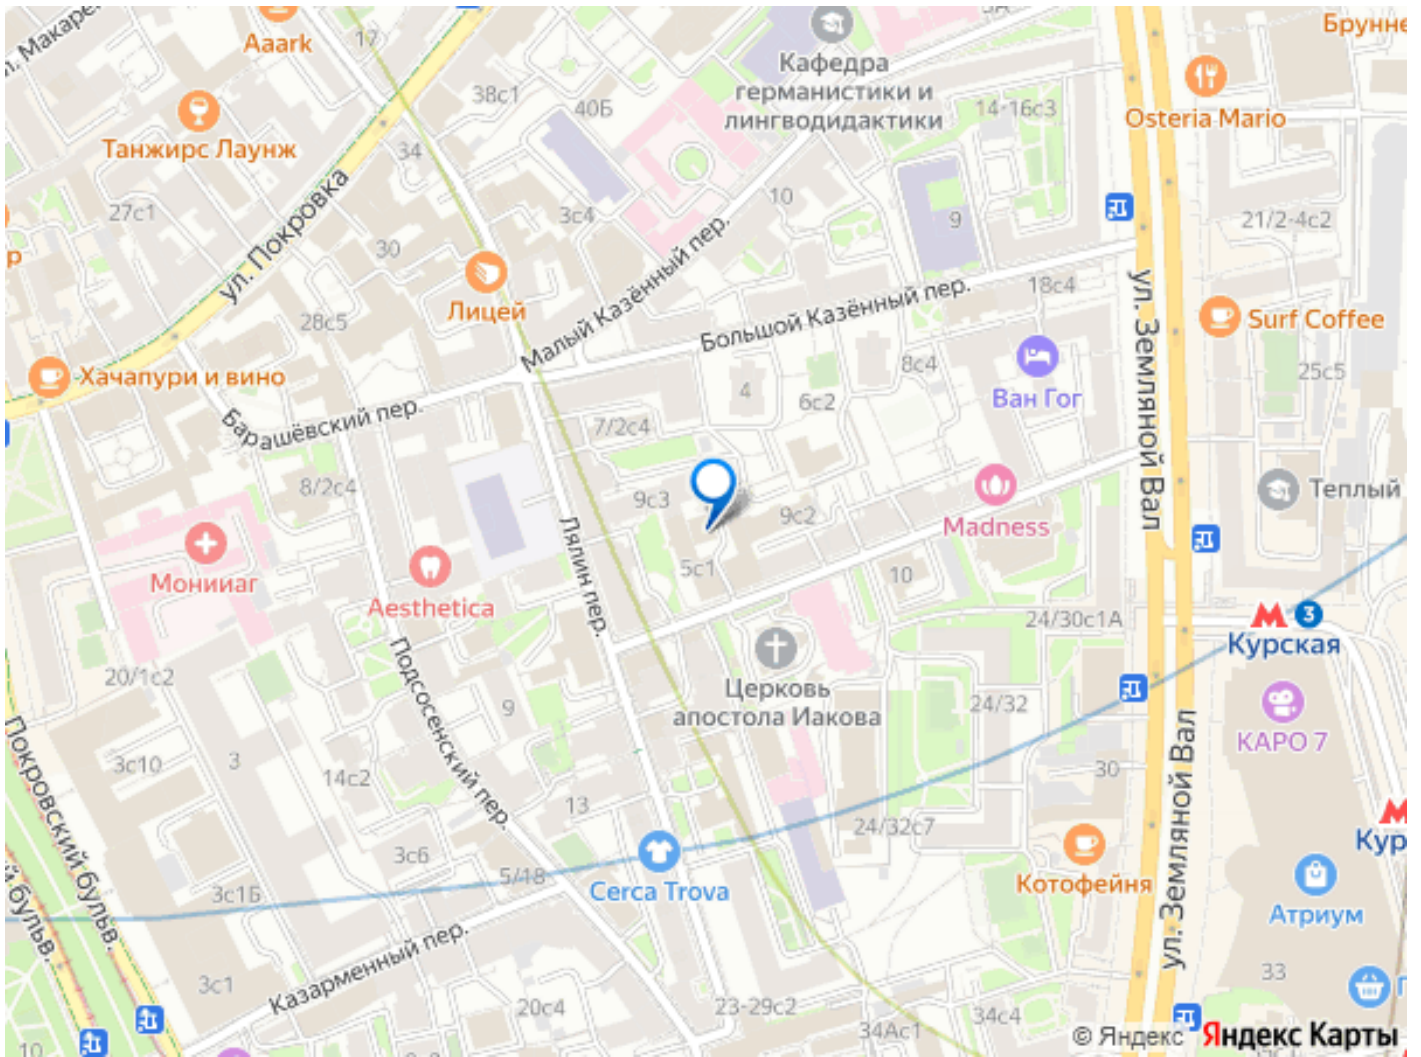 Aaark
17
38с1
40Б
Кафедра
германистики и
лингводидактики
14-16с3
Osteria Mario
Танжирс Лаунж
34
27с1
ул. Покровка
30
3с4
10
9
21/2-4с2
Лицей
Малый Казённый пер.
Большой Казённый пер.
18с4
ул. Земляной Вал
28с5
Surf Coffee
Хачапури и вино
Барашёвский пер.
4
6с2
8с4
Ван Гог
25с5
7/2с4
8/2с4
9с3
9с2
Madness
Теплый
Мониилаг
Aesthetica
Лялин пер.
5с1
10
24/30с1А
3
Курская
20/1с2
Подсосенский пер.
9
Церковь
апостола Иакова
24/32
КАРО 7
Покровский бульв.
3с10
3
14с2
13
30
ул. Земляной Вал
24/32с7
3с6
5/18
3с1Б
Cerca Trova
Котофейня
Атриум
Казарменный пер.
3с1
20с4
23-29с2
34Ас1
34с4
33
10
© Яндекс Яндекс Карты